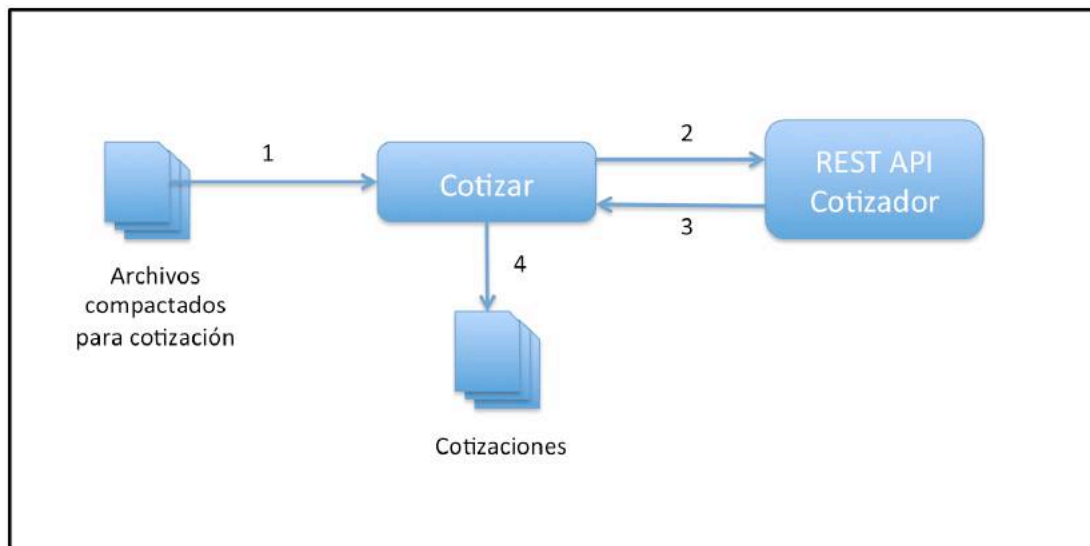 1
2
REST API
Cotizador
Cotizar
3
4
Archivos
compactados
para cotización
Cotizaciones